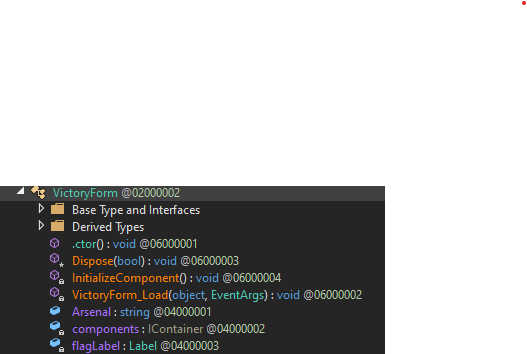 VictoryForm @02000002
Base Type and Interfaces
Derived Types
.ctor() : void @06000001
Dispose(bool) : void @06000003
InitializeComponent() : void @06000004
VictoryForm_Load(object, EventArgs) : void @06000002
Arsenal : string @04000001
components : IContainer @04000002
flagLabel : Label @04000003